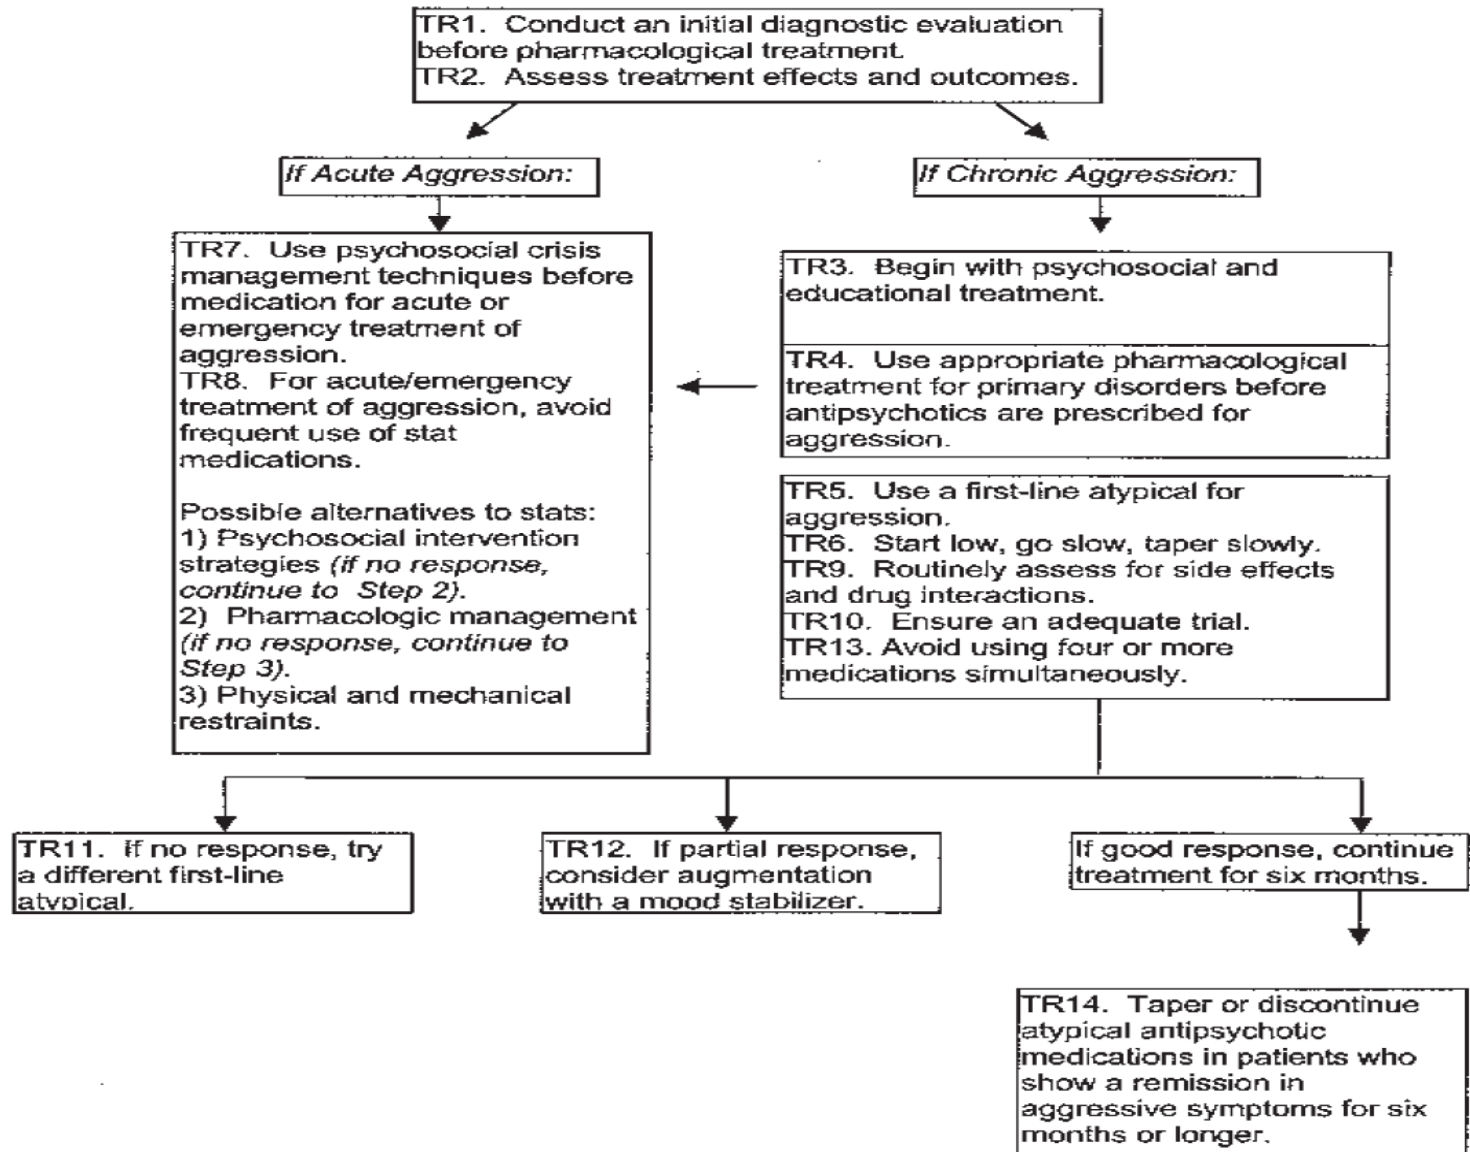 TR1. Conduct an initial diagnostic evaluation
before pharmacological treatment.
TR2. Assess treatment effects and outcomes.
If Acute Aggression:
If Chronic Aggression:
TR7. Use psychosocial crisis
management techniques before
medication for acute or
emergency treatment of
aggression.
TR8. For acute/emergency
treatment of aggression, avoid
frequent use of stat
medications.
Possible alternatives to stats:
1) Psychosocial intervention
strategies (if no response,
continue to Step 2).
2) Pharmacologic management
(if no response, continue to
Step 3).
3) Physical and mechanical
restraints.
TR3. Begin with psychosocial and
educational treatment.
TR4. Use appropriate pharmacological
treatment for primary disorders before
antipsychotics are prescribed for
aggression.
TR5. Use a first-line atypical for
aggression.
TR6. Start low, go slow, taper slowly.
TR9. Routinely assess for side effects
and drug interactions.
TR10. Ensure an adequate trial.
TR13. Avoid using four or more
medications simultaneously.
TR11. If no response, try
a different first-line
atypical.
TR12. If partial response,
consider augmentation
with a mood stabilizer.
If good response, continue
treatment for six months.
TR14. Taper or discontinue
atypical antipsychotic
medications in patients who
show a remission in
aggressive symptoms for six
months or longer.